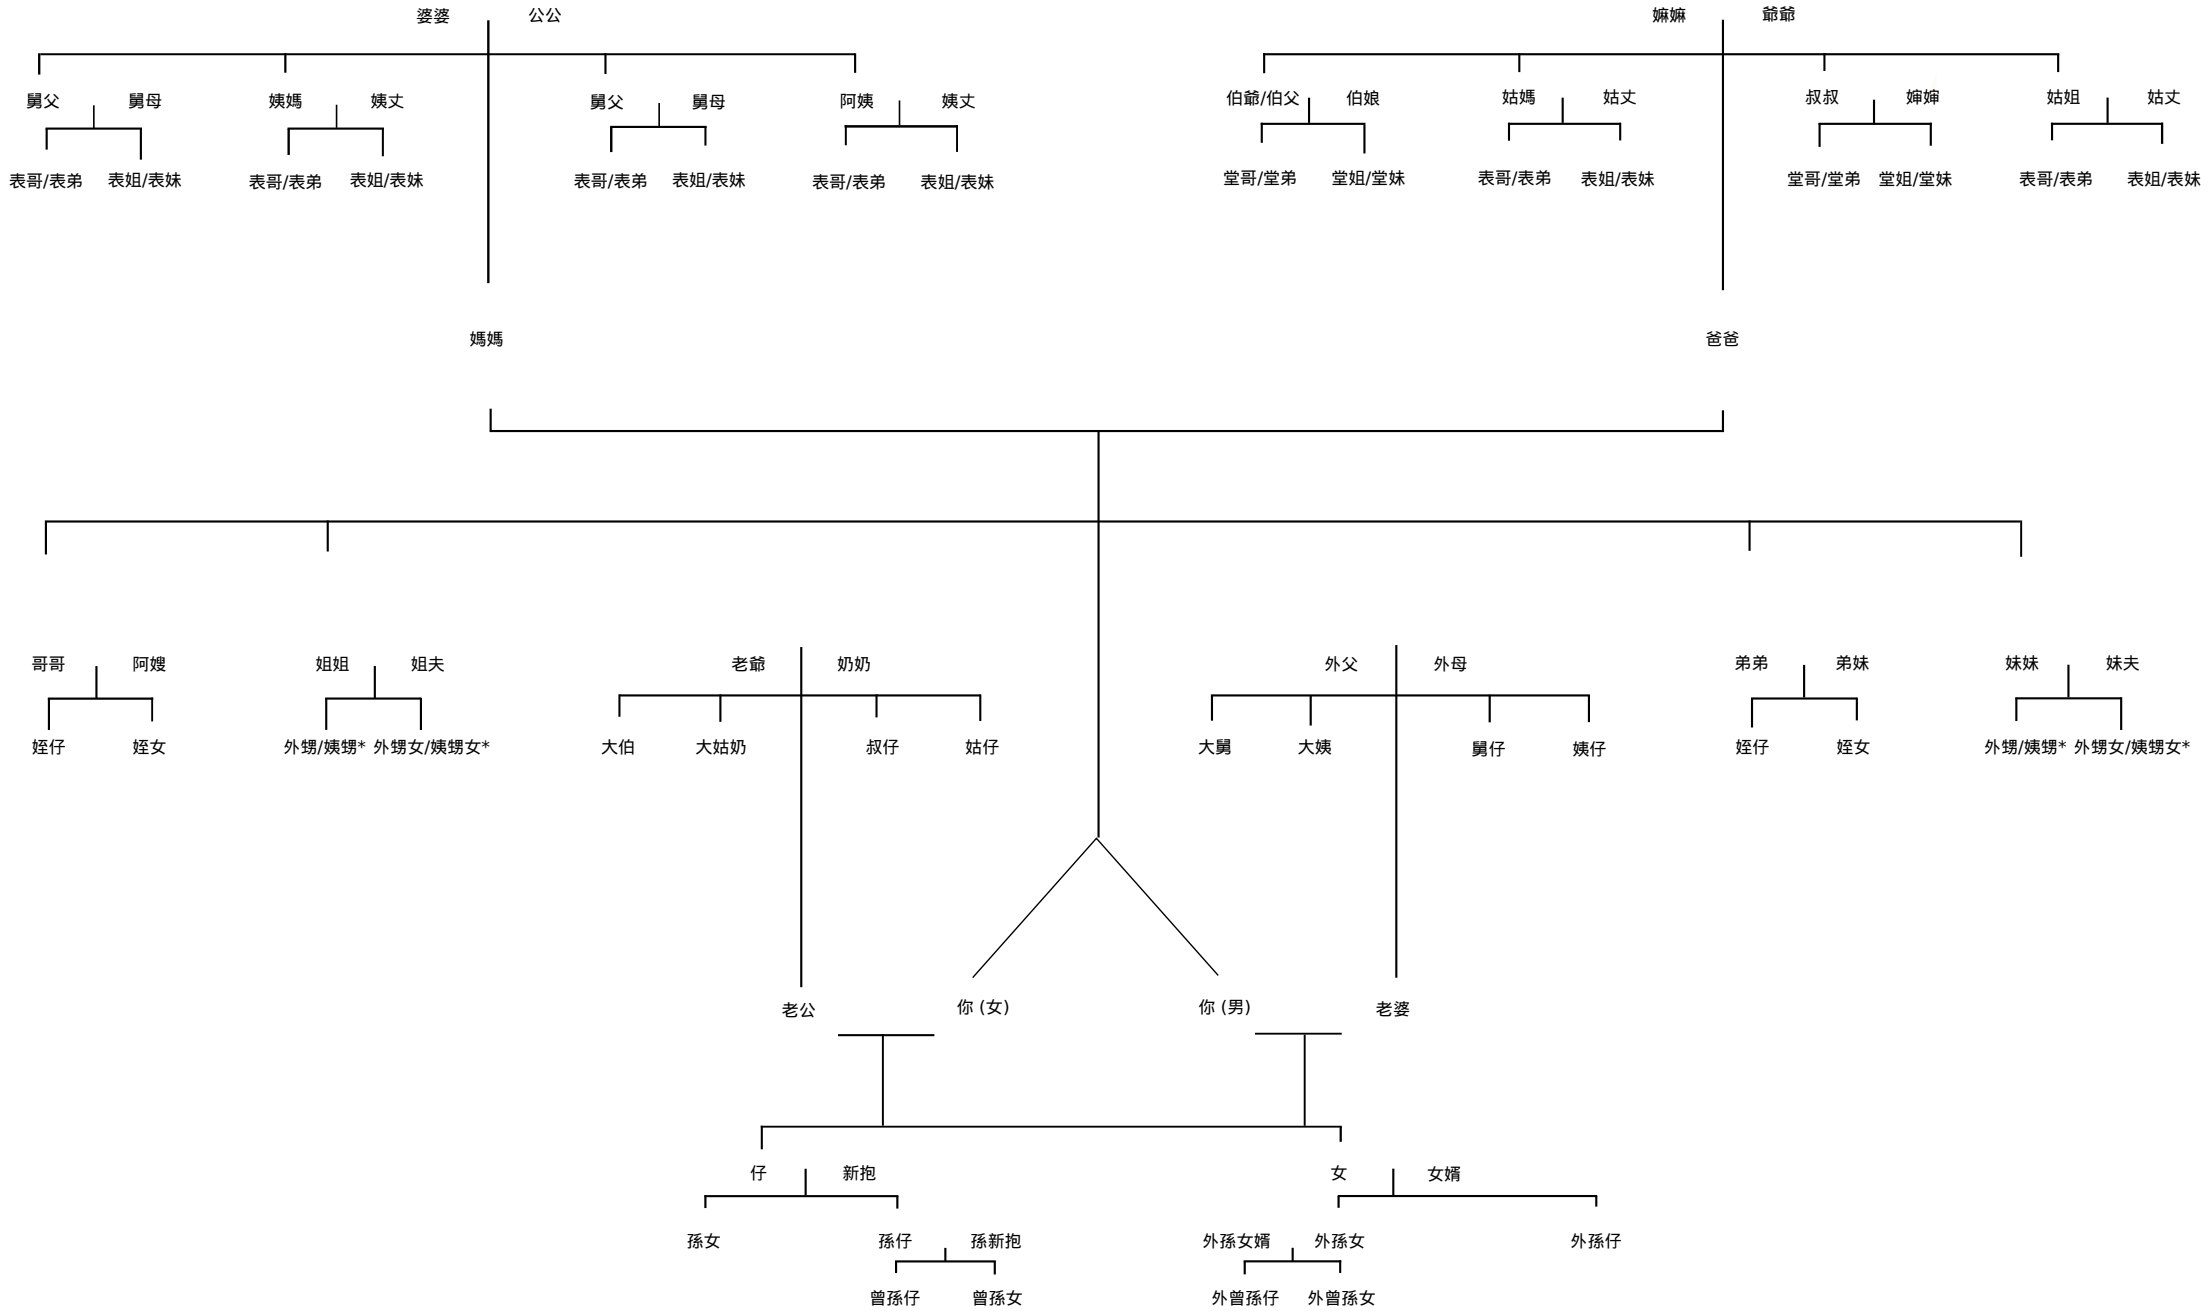 婆婆 公公 嫲嫲 爺爺
舅父 舅母 姨媽 姨丈 舅父 舅母 阿姨 姨丈 伯爺/伯父 伯娘 姑媽 姑丈 叔叔 嬸嬸 姑姐 姑丈
表哥/表弟 表姐/表妹 表哥/表弟 表姐/表妹 表哥/表弟 表姐/表妹 表哥/表弟 表姐/表妹 堂哥/堂弟 堂姐/堂妹 表哥/表弟 表姐/表妹 堂哥/堂弟 堂姐/堂妹 表哥/表弟 表姐/表妹
媽媽 爸爸
哥哥 阿嫂 姐姐 姐夫 老爺 奶奶 外父 外母 弟弟 弟妹 妹妹 妹夫
姪仔 姪女 外甥/姨甥* 外甥女/姨甥女* 大伯 大姑奶 叔仔 姑仔 大舅 大姨 舅仔 姨仔 姪仔 姪女 外甥/姨甥* 外甥女/姨甥女*
老公 你 (女) 你 (男) 老婆
仔 新抱 女 女婿
孫女 孫仔 孫新抱 外孫女婿 外孫女 外孫仔
曾孫仔 曾孫女 外曾孫仔 外曾孫女